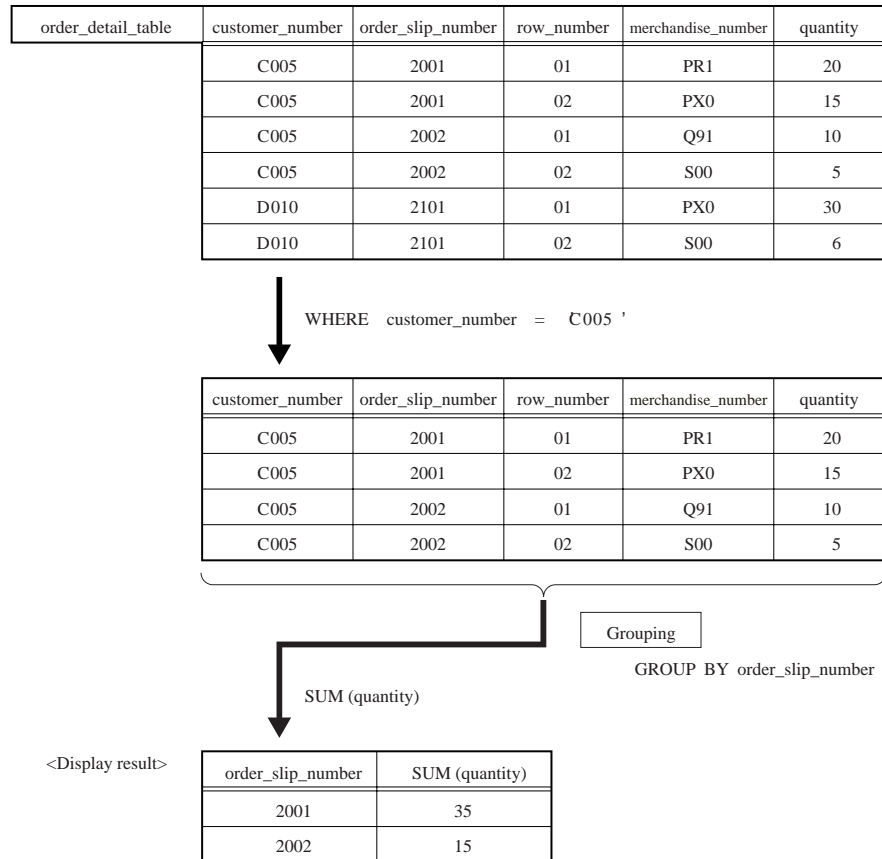 order_detail_table customer_number order_slip_number row_number merchandise_number quantity
C005 2001 01 PR1 20
C005 2001 02 PX0 15
C005 2002 01 Q91 10
C005 2002 02 S00 5
D010 2101 01 PX0 30
D010 2101 02 S00 6
WHERE customer_number = ‘C005 ’
customer_number order_slip_number row_number merchandise_number quantity
C005 2001 01 PR1 20
C005 2001 02 PX0 15
C005 2002 01 Q91 10
C005 2002 02 S00 5
Grouping
GROUP BY order_slip_number
SUM (quantity)
<Display result>
order_slip_number SUM (quantity)
2001 35
2002 15